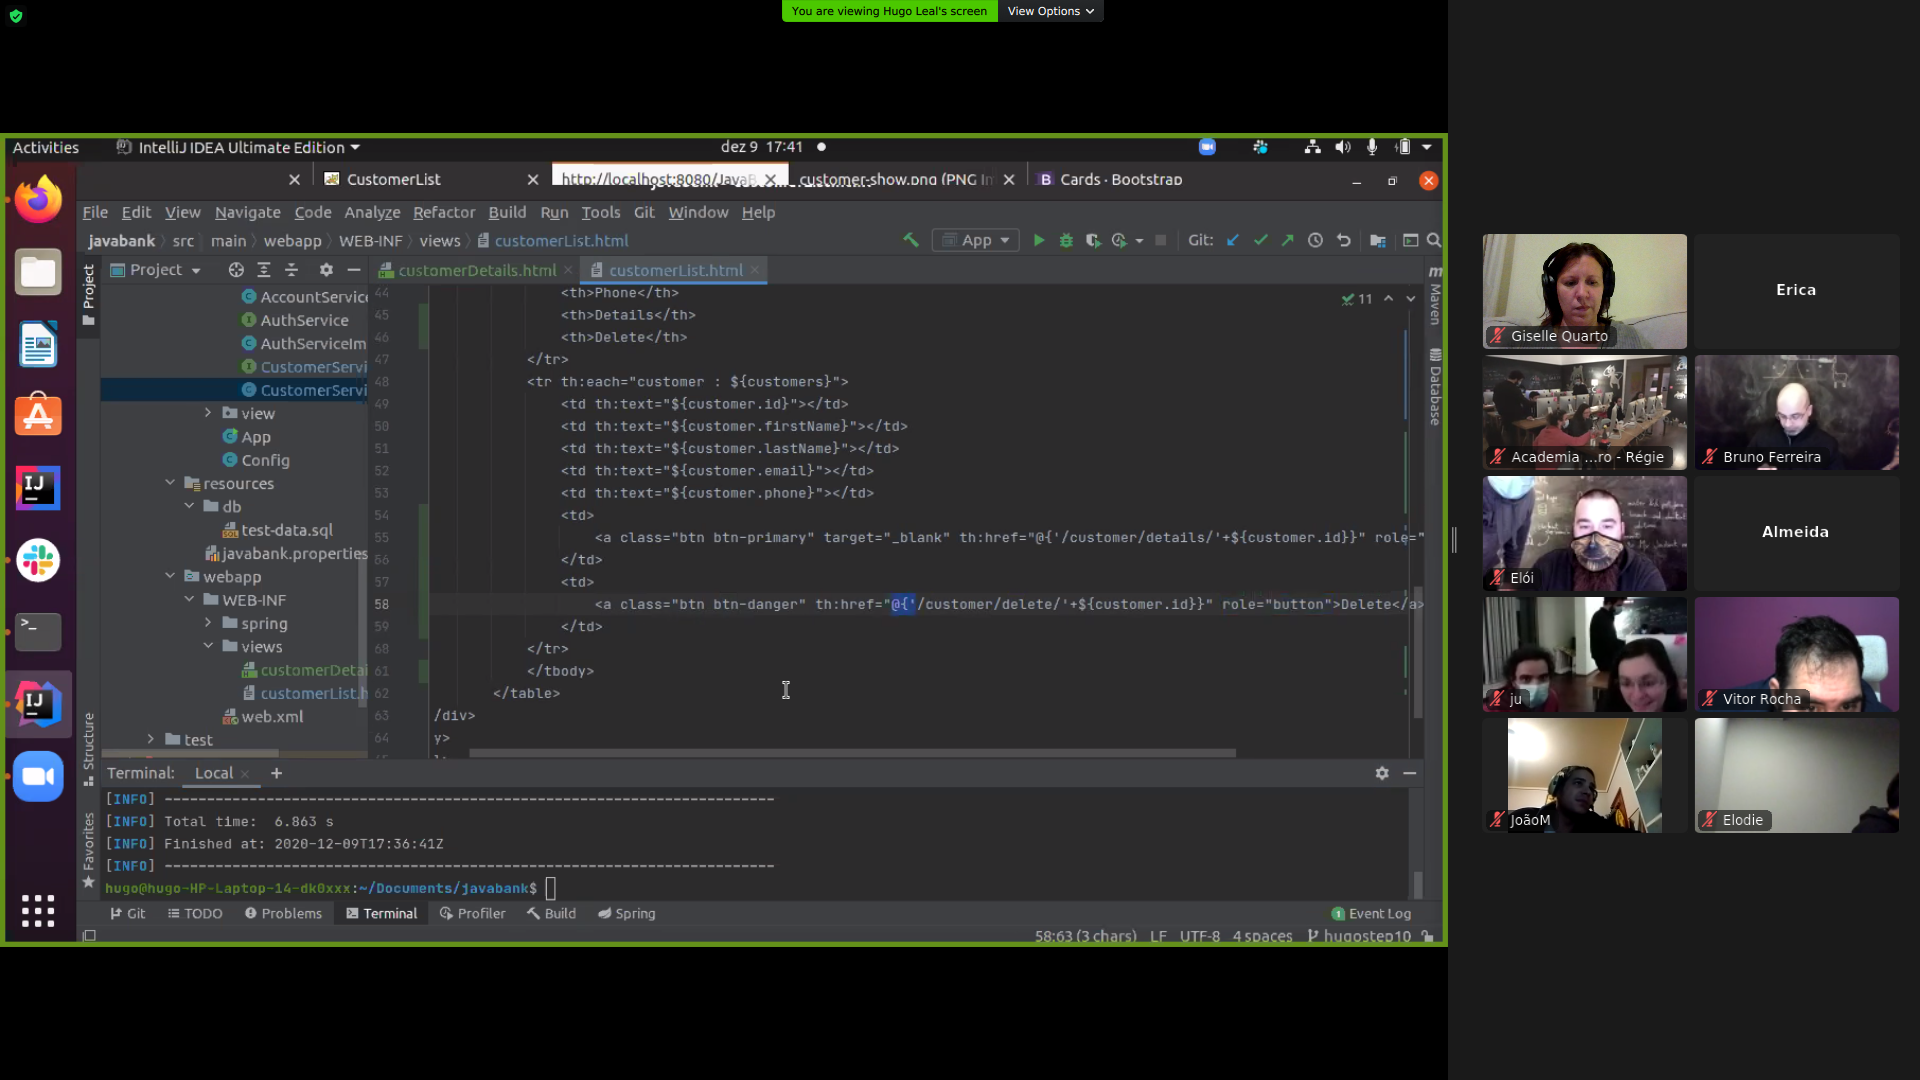 You are viewing Hugo Leal's screen
View Options
Activities
IntelliJ IDEA Ultimate Edition
dez 9 17:41
CustomerList
http://localhost:8080/JavaB
customer-show.png (PNG I
B Cards · Bootstrap
File Edit View Navigate Code Analyze Refactor Build Run Tools Git Window Help
javabank src main webapp WEB-INF views customerList.html
App
Git:
Project
Project
customerDetails.html
customerList.html
AccountService
AuthService
AuthServiceIm
CustomerServi
CustomerServi
view
App
Config
resources
db
test-data.sql
javabank.properties
webapp
WEB-INF
spring
views
customerDeta
customerList.h
web.xml
test
44 <th>Phone</th>
45 <th>Details</th>
46 <th>Delete</th>
47 </tr>
48 <tr th:each="customer : ${customers}">
49 <td th:text="${customer.id}"></td>
50 <td th:text="${customer.firstName}"></td>
51 <td th:text="${customer.lastName}"></td>
52 <td th:text="${customer.email}"></td>
53 <td th:text="${customer.phone}"></td>
54 <td>
55 <a class="btn btn-primary" target="_blank" th:href="@{'/customer/details/'+${customer.id}}" role="
56 </td>
57 <td>
58 <a class="btn btn-danger" th:href="@{'/customer/delete/'+${customer.id}}" role="button">Delete</a>
59 </td>
60 </tr>
61 </tbody>
62 </table>
63 /div>
64 y>
11
Maven
Database
Structure
Favorites
Terminal: Local +
[INFO] ------------------------------------------------------------------------
[INFO] Total time: 6.863 s
[INFO] Finished at: 2020-12-09T17:36:41Z
[INFO] ------------------------------------------------------------------------
hugo@hugo-HP-Laptop-14-dk0xxx:~/Documents/javabank$
Git TODO Problems Terminal Profiler Build Spring
1 Event Log
58:63 (3 chars) LF UTF-8 4 spaces hugostep10
Giselle Quarto
Erica
Academia ...ro - Régie
Bruno Ferreira
Elói
Almeida
ju
Vitor Rocha
JoãoM
Elodie